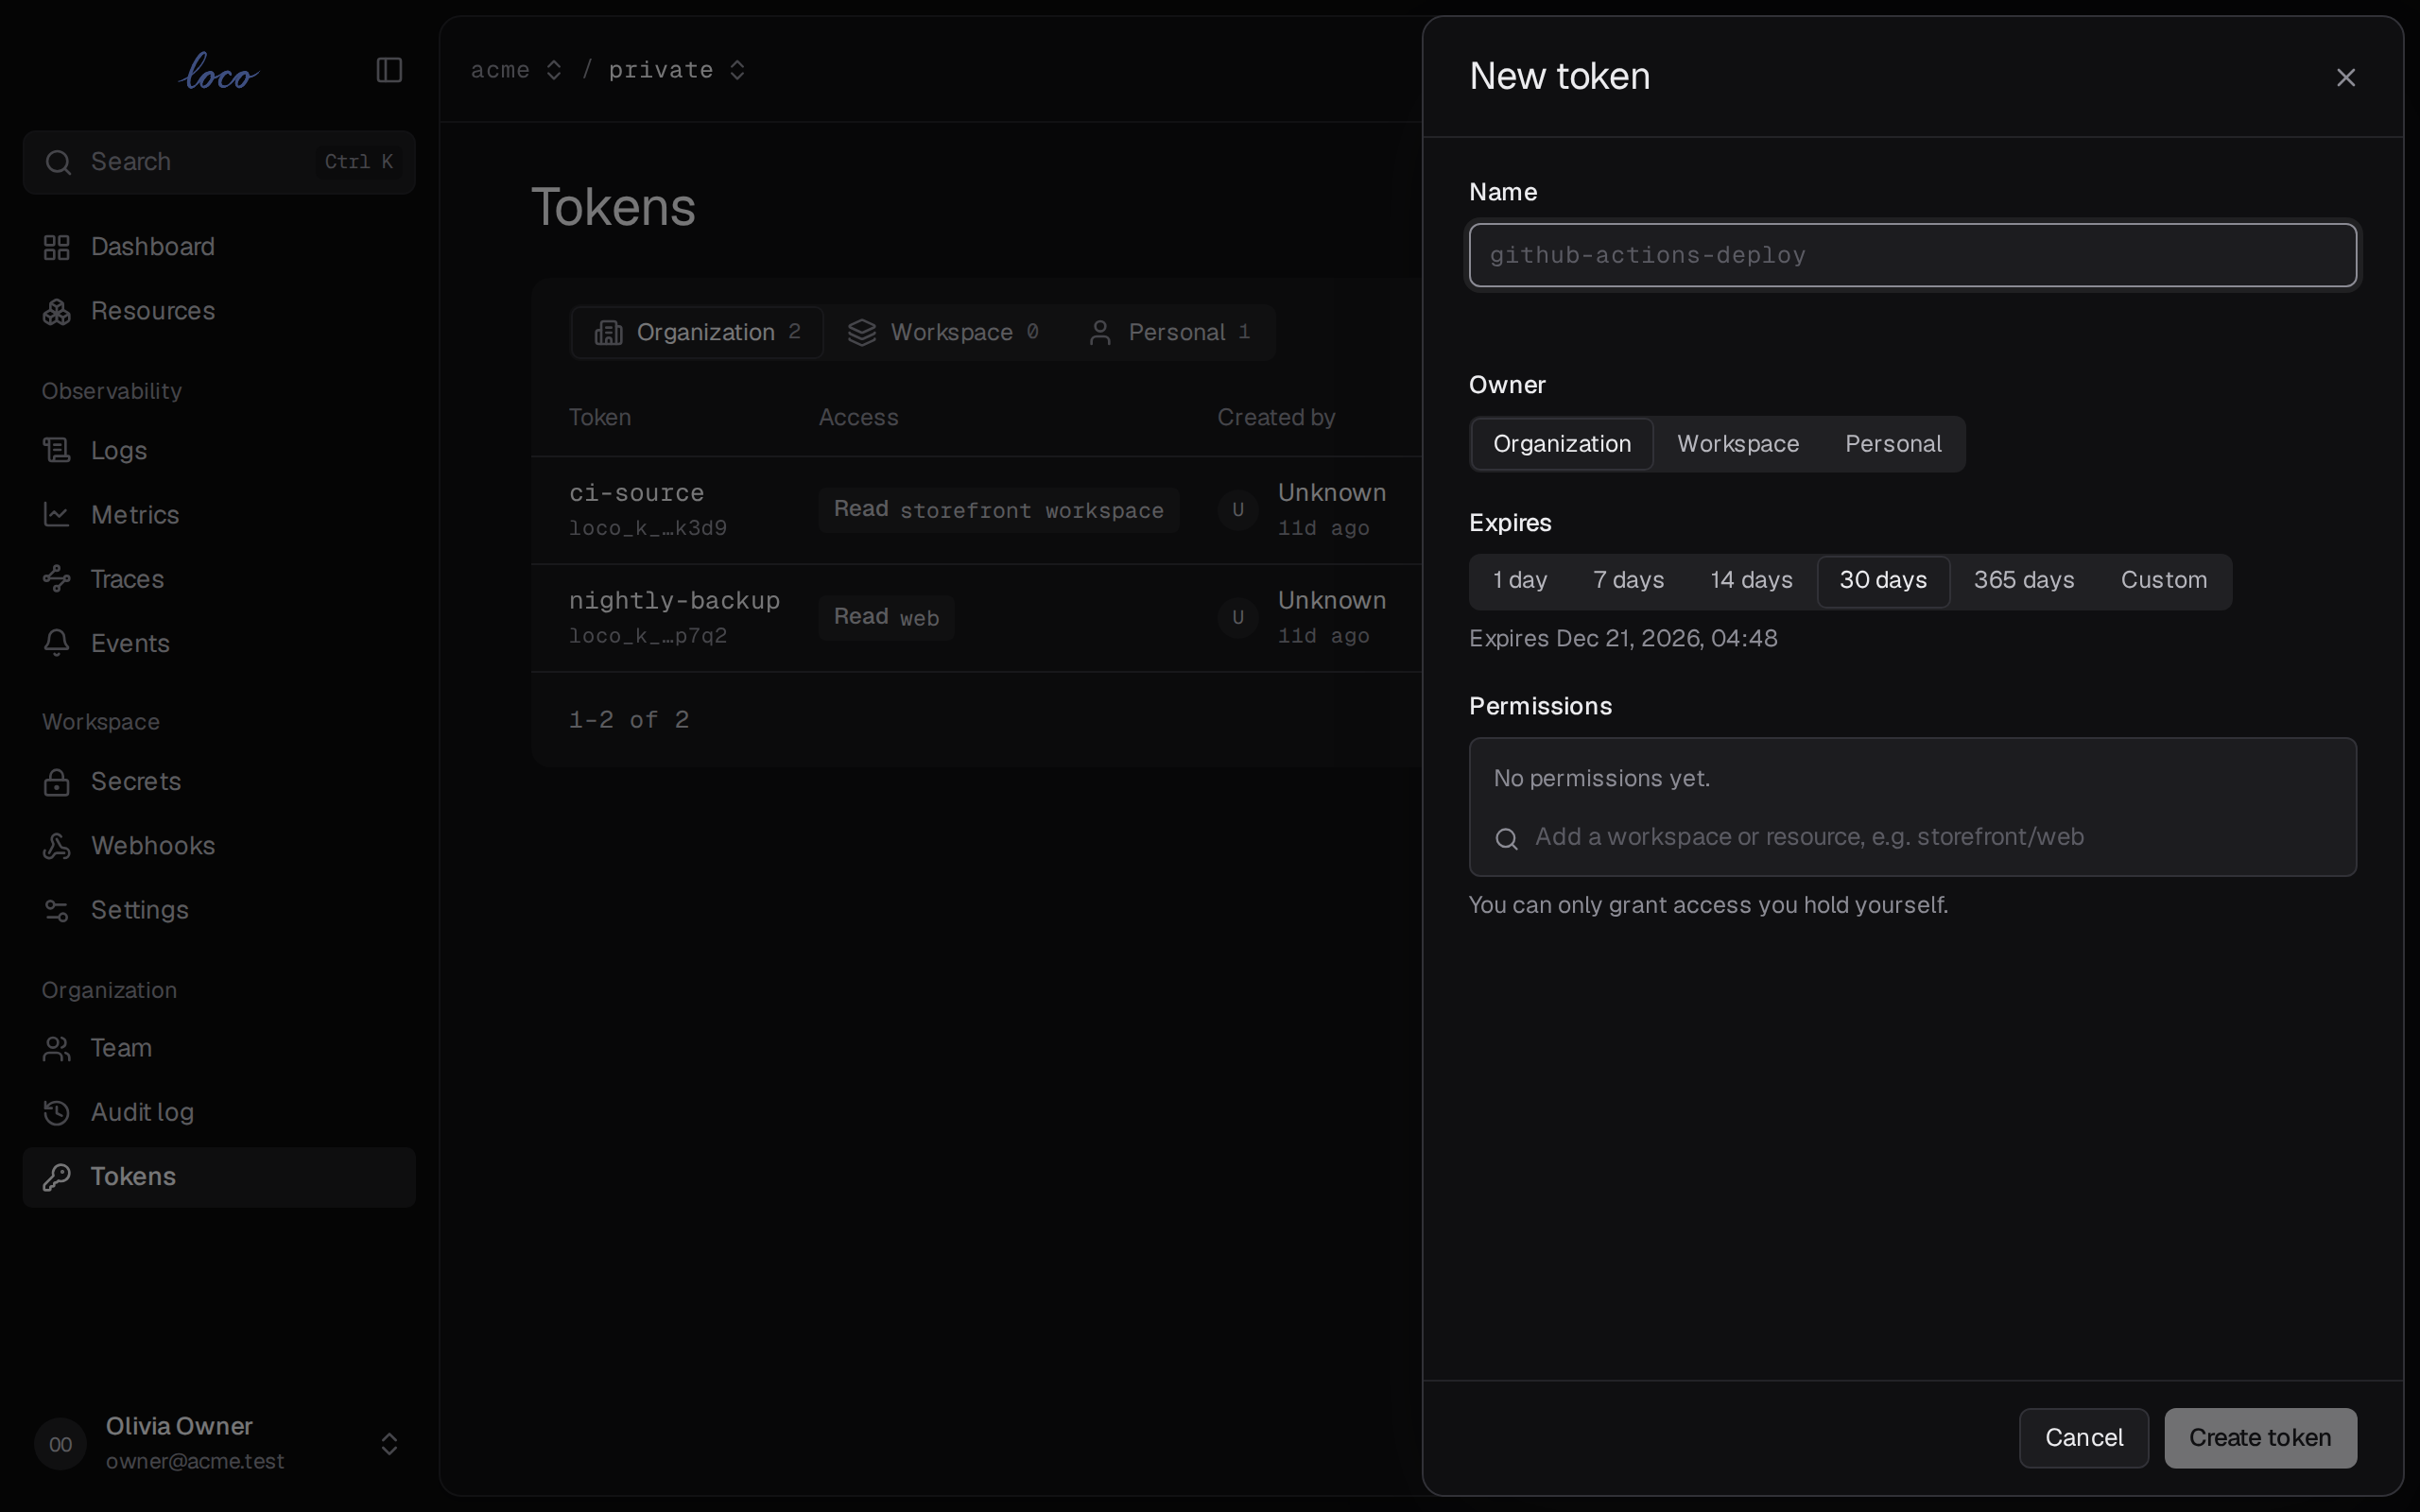 loco
Search Ctrl K
Dashboard
Resources
Observability
Logs
Metrics
Traces
Events
Workspace
Secrets
Webhooks
Settings
Organization
Team
Audit log
Tokens
OO Olivia Owner
owner@acme.test
acme / private
Tokens
Organization 2 Workspace 0 Personal 1
Token Access Created by
ci-source Read storefront workspace U Unknown
loco_k_…k3d9 11d ago
nightly-backup Read web U Unknown
loco_k_…p7q2 11d ago
1-2 of 2
New token
Name
github-actions-deploy
Owner
Organization Workspace Personal
Expires
1 day 7 days 14 days 30 days 365 days Custom
Expires Dec 21, 2026, 04:48
Permissions
No permissions yet.
Add a workspace or resource, e.g. storefront/web
You can only grant access you hold yourself.
Cancel Create token